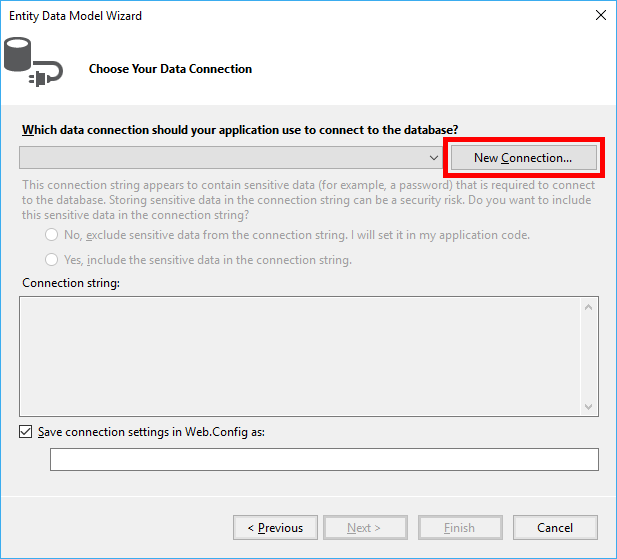 Entity Data Model Wizard
Choose Your Data Connection
Which data connection should your application use to connect to the database?
New Connection...
This connection string appears to contain sensitive data (for example, a password) that is required to connect
to the database. Storing sensitive data in the connection string can be a security risk. Do you want to include
this sensitive data in the connection string?
No, exclude sensitive data from the connection string. I will set it in my application code.
Yes, include the sensitive data in the connection string.
Connection string:
Save connection settings in Web.Config as:
< Previous
Next >
Finish
Cancel